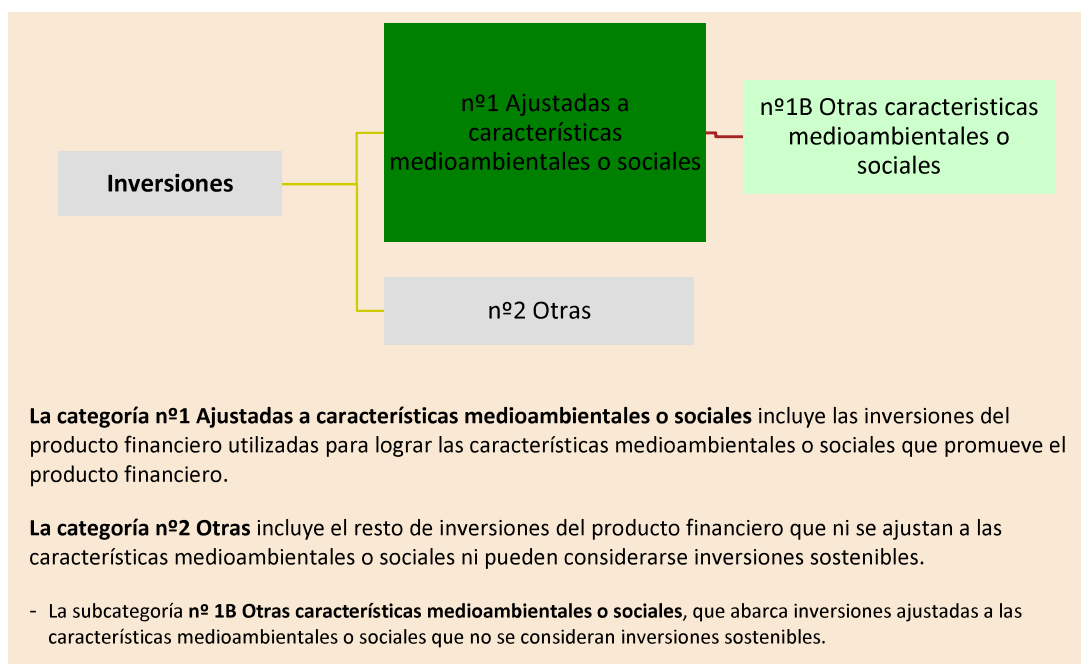 nº1 Ajustadas a
características
medioambientales o sociales
nº1B Otras caracteristicas
medioambientales o
sociales
Inversiones
nº2 Otras
La categoría nº1 Ajustadas a características medioambientales o sociales incluye las inversiones del
producto financiero utilizadas para lograr las características medioambientales o sociales que promueve el
producto financiero.
La categoría nº2 Otras incluye el resto de inversiones del producto financiero que ni se ajustan a las
características medioambientales o sociales ni pueden considerarse inversiones sostenibles.
- La subcategoría nº 1B Otras características medioambientales o sociales, que abarca inversiones ajustadas a las
características medioambientales o sociales que no se consideran inversiones sostenibles.